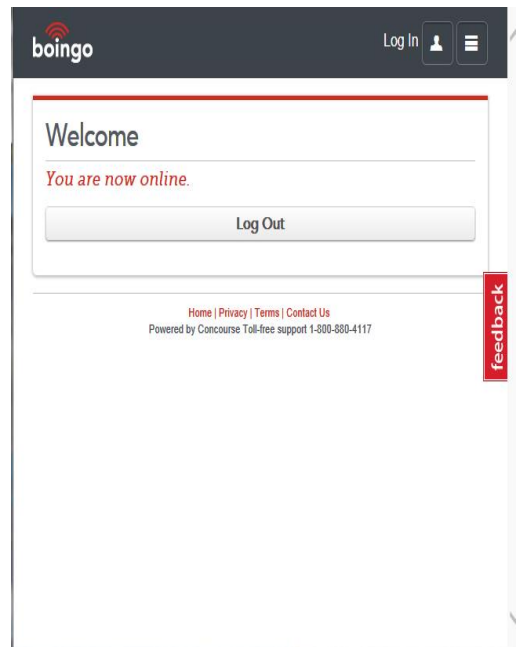 boingo
Log In
Welcome
You are now online.
Log Out
Home | Privacy | Terms | Contact Us
Powered by Concourse Toll-free support 1-800-880-4117
feedback